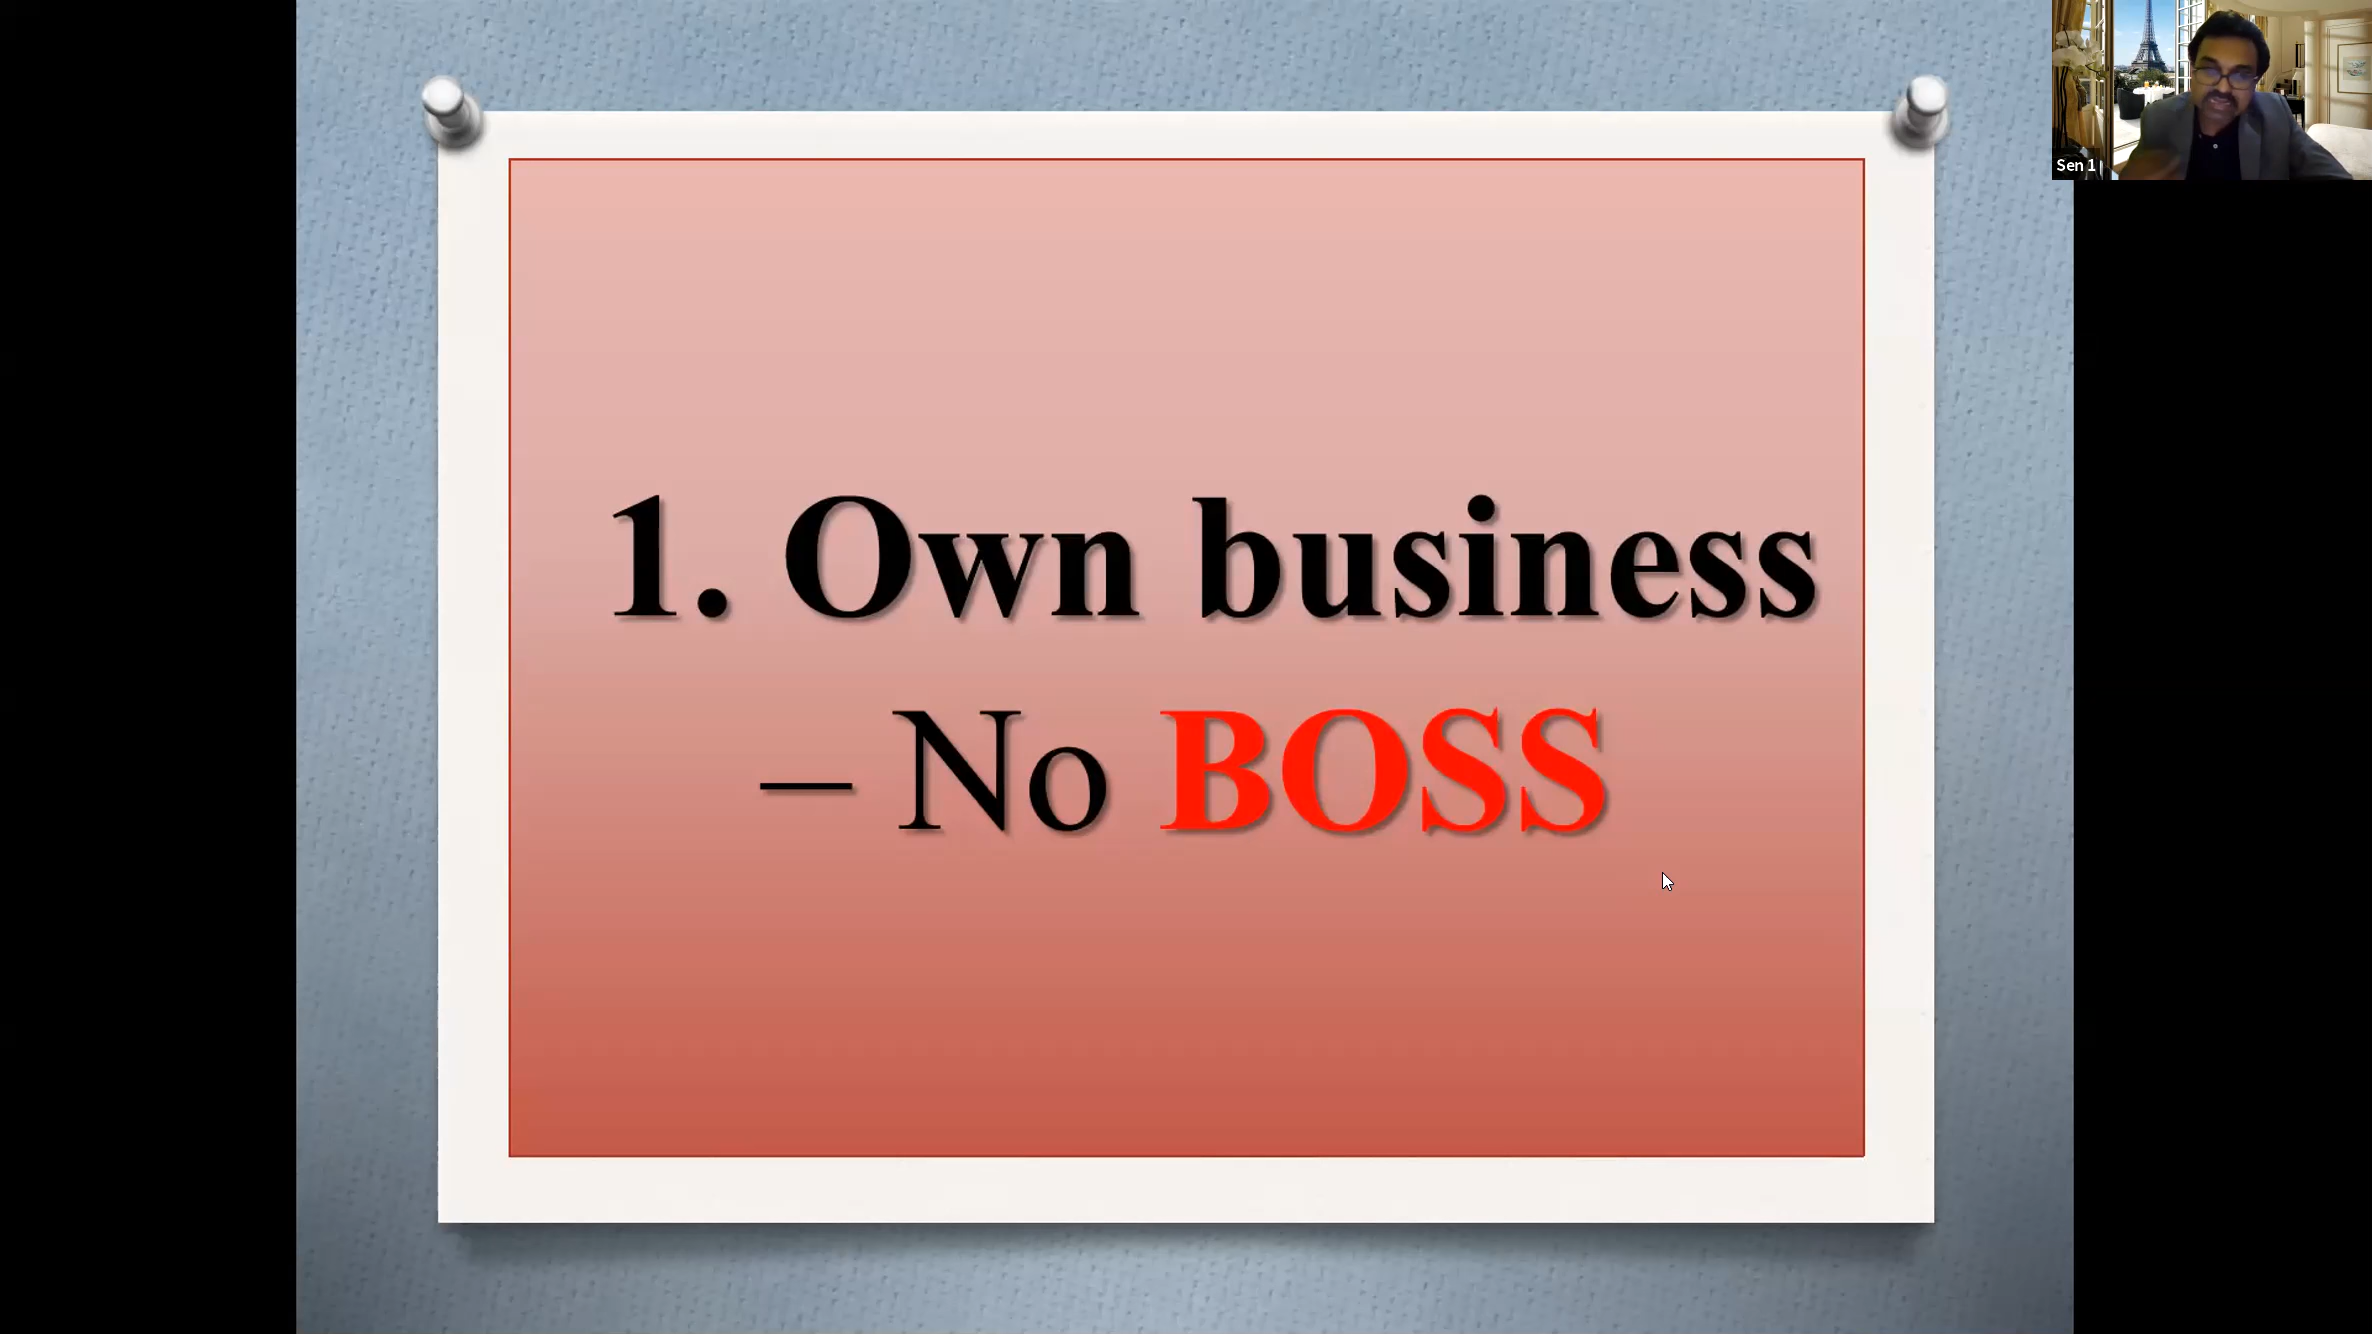 1. Own business
– No BOSS
Sen 1